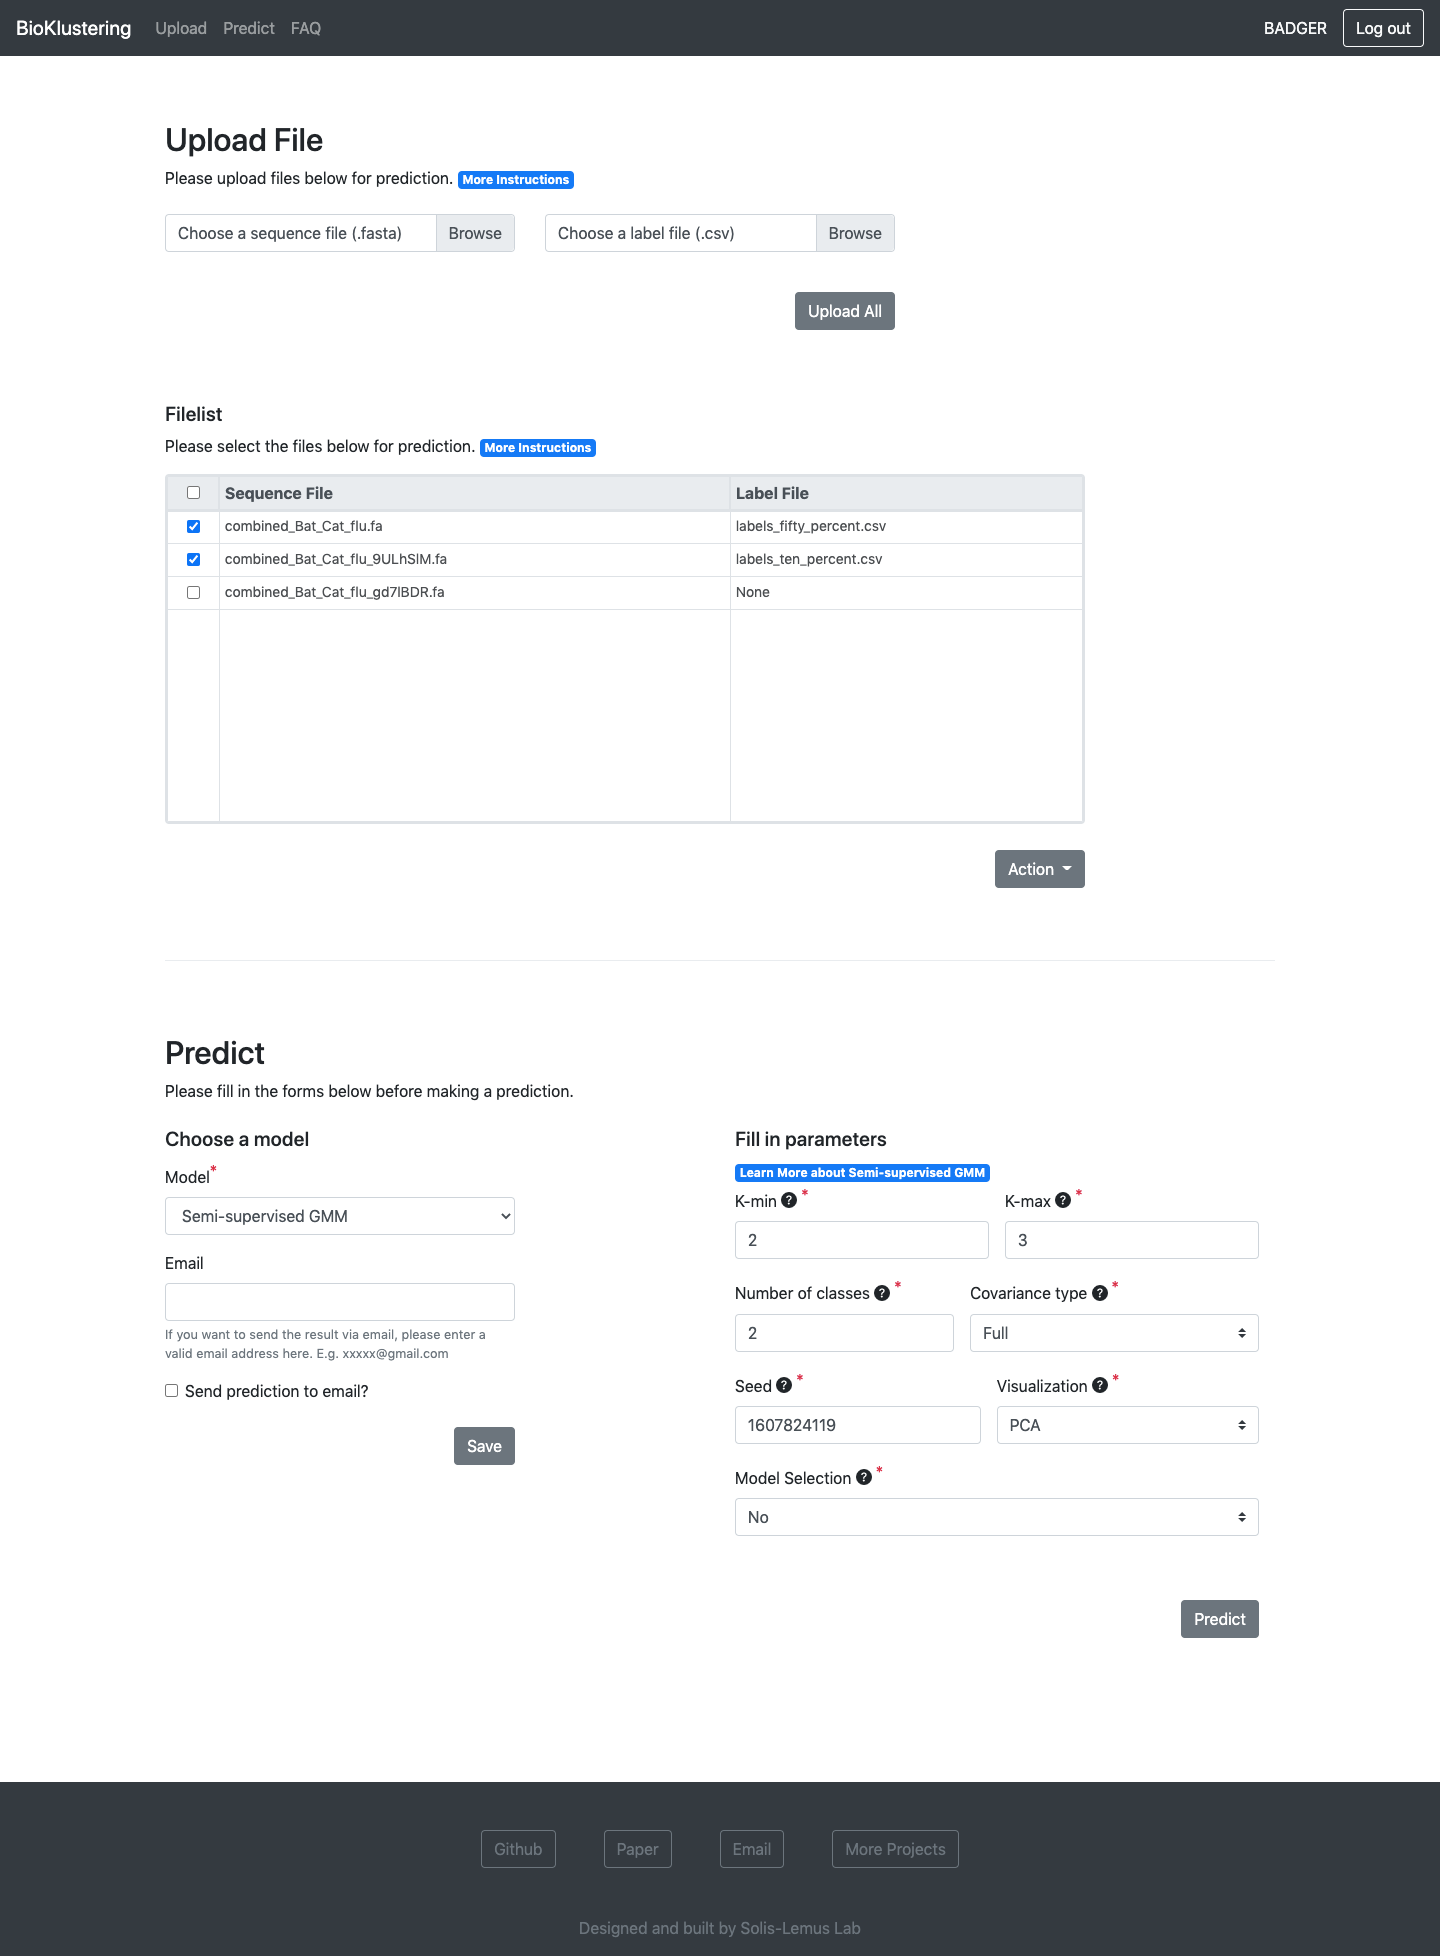 BioKlustering Upload Predict FAQ BADGER Log out
Upload File
Please upload files below for prediction. More Instructions
Choose a sequence file (.fasta) Browse Choose a label file (.csv) Browse
Upload All
Filelist
Please select the files below for prediction. More Instructions
Sequence File Label File
combined_Bat_Cat_flu.fa labels_fifty_percent.csv
combined_Bat_Cat_flu_9ULhSlM.fa labels_ten_percent.csv
combined_Bat_Cat_flu_gd7lBDR.fa None
Action
Predict
Please fill in the forms below before making a prediction.
Choose a model
Model*
Semi-supervised GMM
Email
If you want to send the result via email, please enter a
valid email address here. E.g. xxxxx@gmail.com
Send prediction to email?
Save
Fill in parameters
Learn More about Semi-supervised GMM
K-min ? * K-max ? *
2 3
Number of classes ? * Covariance type ? *
2 Full
Seed ? * Visualization ? *
1607824119 PCA
Model Selection ? *
No
Predict
Github Paper Email More Projects
Designed and built by Solis-Lemus Lab